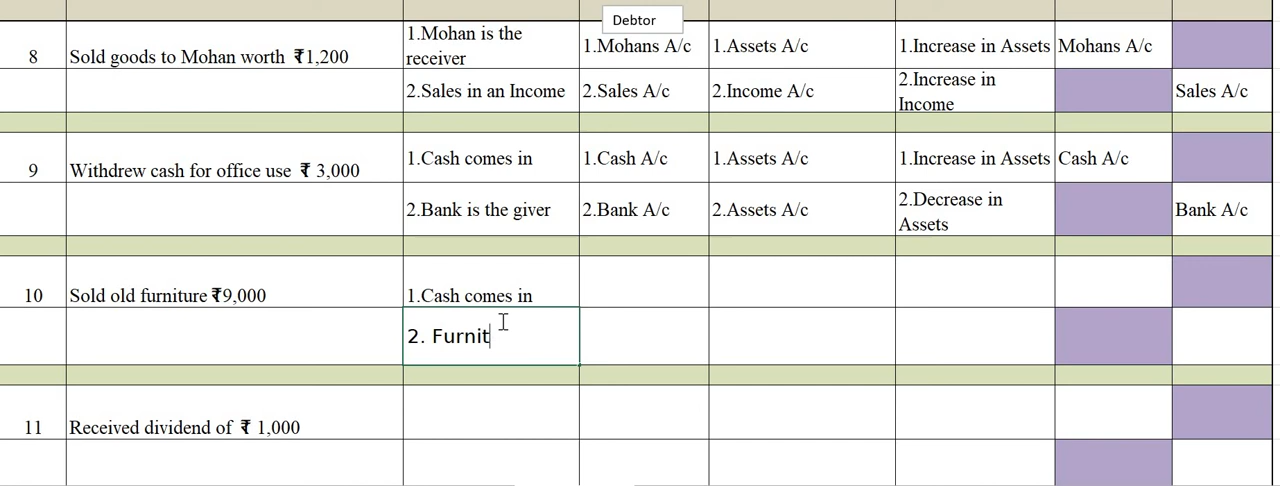 Debtor
8
Sold goods to Mohan worth ₹1,200
1.Mohan is the
receiver
1.Mohans A/c
1.Assets A/c
1.Increase in Assets
Mohans A/c
2.Sales in an Income
2.Sales A/c
2.Income A/c
2.Increase in
Income
Sales A/c
9
Withdrew cash for office use ₹ 3,000
1.Cash comes in
1.Cash A/c
1.Assets A/c
1.Increase in Assets
Cash A/c
2.Bank is the giver
2.Bank A/c
2.Assets A/c
2.Decrease in
Assets
Bank A/c
10
Sold old furniture ₹9,000
1.Cash comes in
2. Furnit
11
Received dividend of ₹ 1,000